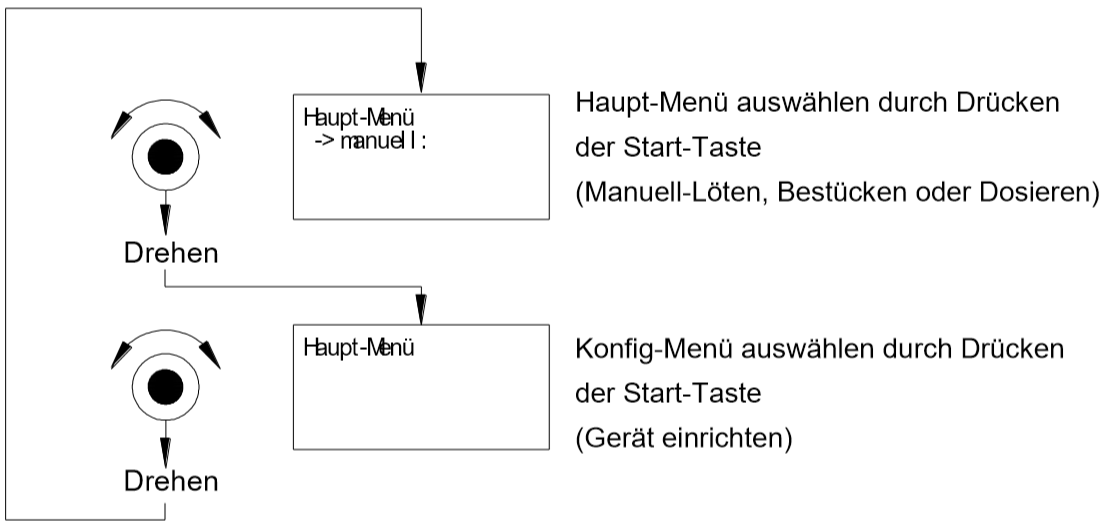 Haupt-Menü
-> manuell:
Haupt-Menü auswählen durch Drücken
der Start-Taste
(Manuell-Löten, Bestücken oder Dosieren)
Drehen
Haupt-Menü
Konfig-Menü auswählen durch Drücken
der Start-Taste
(Gerät einrichten)
Drehen